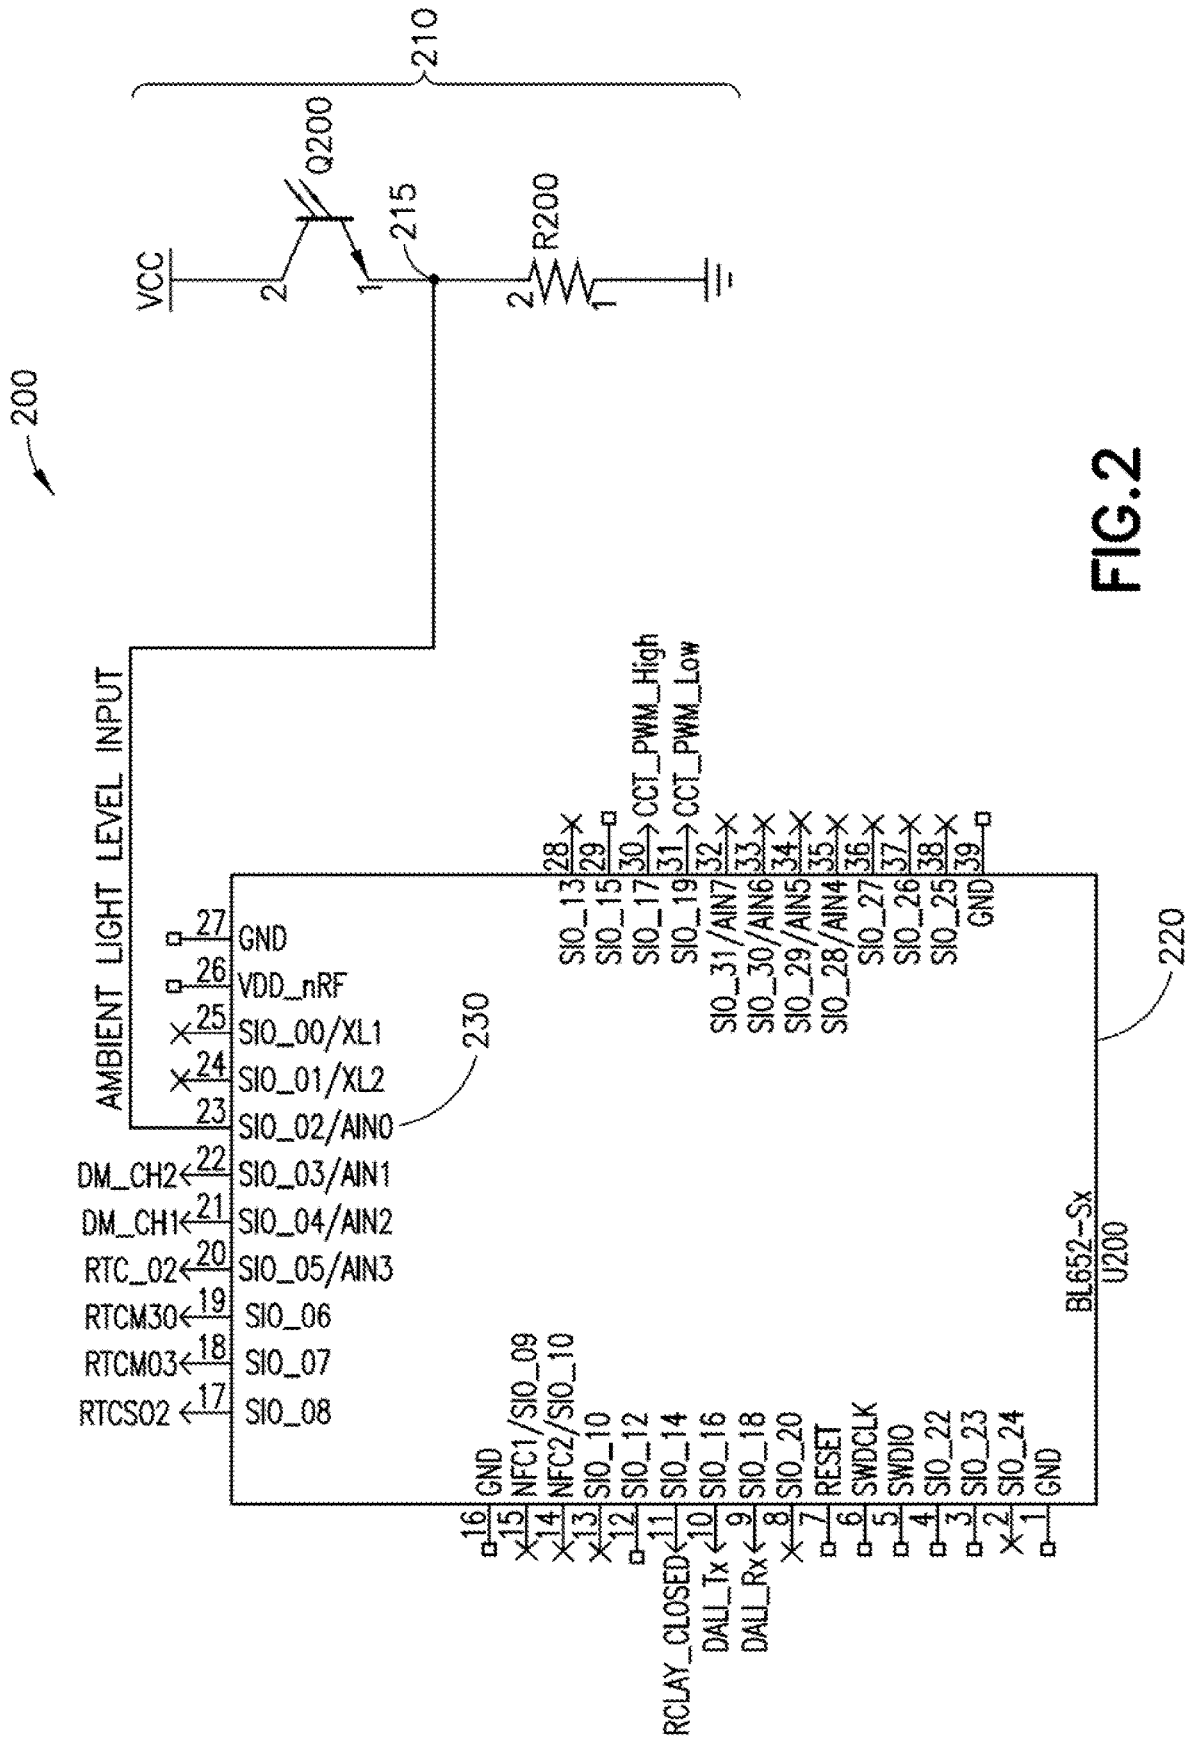 200
210
VCC
2
Q200
1
215
2
R200
1
AMBIENT LIGHT LEVEL INPUT
27 GND
26 VDD_nRF
25 SIO_00/XL1
24 SIO_01/XL2
23 SIO_02/AIN0
230
DM_CH2 22 SIO_03/AIN1
DM_CH1 21 SIO_04/AIN2
RTC_02 20 SIO_05/AIN3
RTCM30 19 SIO_06
RTCM03 18 SIO_07
RTCS02 17 SIO_08
SIO_13 28
SIO_15 29
SIO_17 30 CCT_PWM_High
SIO_19 31 CCT_PWM_Low
SIO_31/AIN7 32
SIO_30/AIN6 33
SIO_29/AIN5 34
SIO_28/AIN4 35
SIO_27 36
SIO_26 37
SIO_25 38
GND 39
16 GND
15 NFC1/SIO_09
14 NFC2/SIO_10
13 SIO_10
12 SIO_12
RCLAY_CLOSED 11 SIO_14
DALI_Tx 10 SIO_16
DALI_Rx 9 SIO_18
8 SIO_20
7 RESET
6 SWDCLK
5 SWDIO
4 SIO_22
3 SIO_23
2 SIO_24
1 GND
BL652-Sx
U200
220
FIG.2